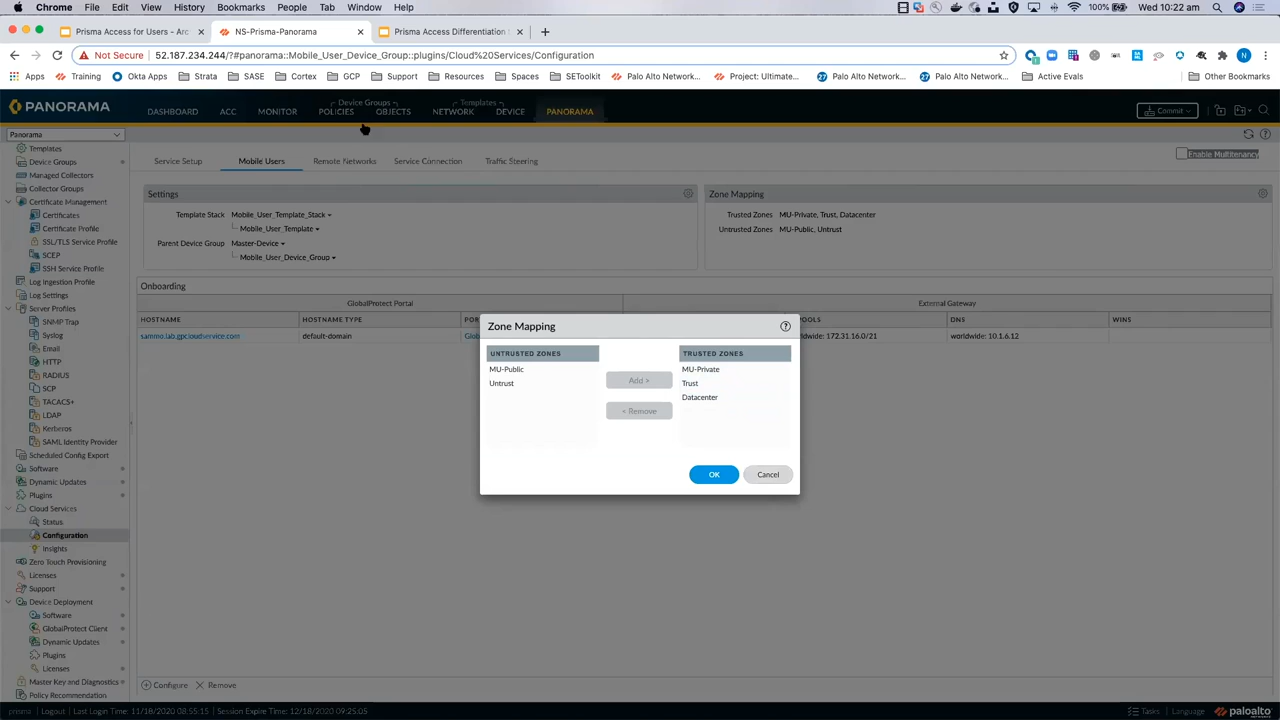 Chrome File Edit View History Bookmarks People Tab Window Help 100% Wed 10:22 am
Prisma Access for Users - Arc NS-Prisma-Panorama Prisma Access Differentiation
Not Secure 52.187.234.244/?#panorama::Mobile_User_Device_Group::plugins/Cloud%20Services/Configuration
Apps Training Okta Apps Strata SASE Cortex GCP Support Resources Spaces SEToolkit Palo Alto Network... Project: Ultimate... Palo Alto Network... Palo Alto Network... Active Evals Other Bookmarks
Device Groups Templates
PANORAMA DASHBOARD ACC MONITOR POLICIES OBJECTS NETWORK DEVICE PANORAMA Commit
Panorama
Service Setup Mobile Users Remote Networks Service Connection Traffic Steering Enable Multitenancy
Templates
Device Groups
Managed Collectors
Collector Groups
Certificate Management
Certificates
Certificate Profile
SSL/TLS Service Profile
SCEP
SSH Service Profile
Log Ingestion Profile
Log Settings
Server Profiles
SNMP Trap
Syslog
Email
HTTP
RADIUS
SCP
TACACS+
LDAP
Kerberos
SAML Identity Provider
Scheduled Config Export
Software
Dynamic Updates
Plugins
Cloud Services
Status
Configuration
Insights
Zero Touch Provisioning
Licenses
Support
Device Deployment
Software
GlobalProtect Client
Dynamic Updates
Plugins
Licenses
Master Key and Diagnostics
Policy Recommendation
Settings
Template Stack Mobile_User_Template_Stack
Mobile_User_Template
Parent Device Group Master-Device
Mobile_User_Device_Group
Zone Mapping
Trusted Zones MU-Private, Trust, Datacenter
Untrusted Zones MU-Public, Untrust
Onboarding
GlobalProtect Portal External Gateway
HOSTNAME HOSTNAME TYPE DNS WINS
sammo.lab.gpcloudservice.com default-domain worldwide: 172.31.16.0/21 worldwide: 10.1.6.12
Zone Mapping
UNTRUSTED ZONES TRUSTED ZONES
MU-Public MU-Private
Untrust Trust
Datacenter
Add >
< Remove
OK Cancel
Configure Remove
prisma Logout Last Login Time: 11/18/2020 08:55:15 Session Expire Time: 12/18/2020 09:25:05 Tasks Language paloalto